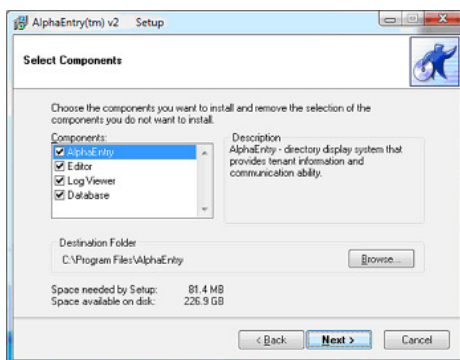 AlphaEntry(tm) v2 Setup
Select Components
Choose the components you want to install and remove the selection of the
components you do not want to install.
Components:
AlphaEntry
Editor
Log Viewer
Database
Description
AlphaEntry - directory display system that
provides tenant information and
communication ability.
Destination Folder
C:\Program Files\AlphaEntry
Browse...
Space needed by Setup: 81.4 MB
Space available on disk: 226.9 GB
< Back Next > Cancel